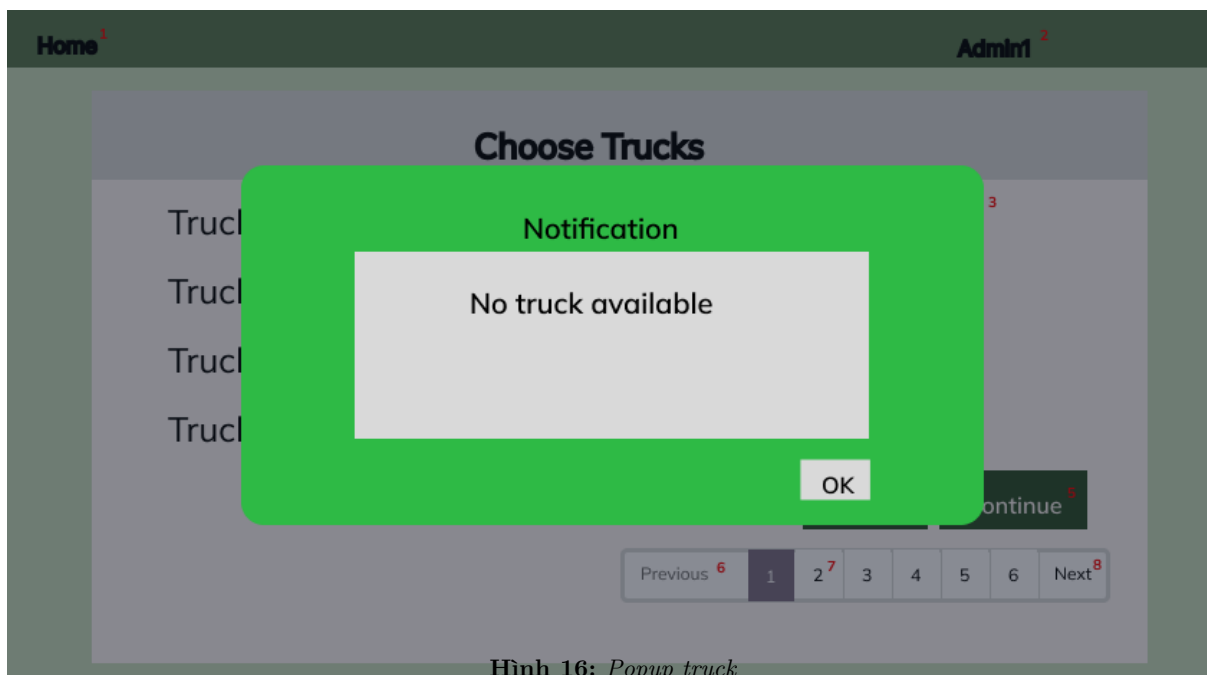 Home 1
Admin1 2
Choose Trucks
3
Notification
No truck available
OK
5
Previous 6 1 2 7 3 4 5 6 Next 8
Hình 16: Popup truck